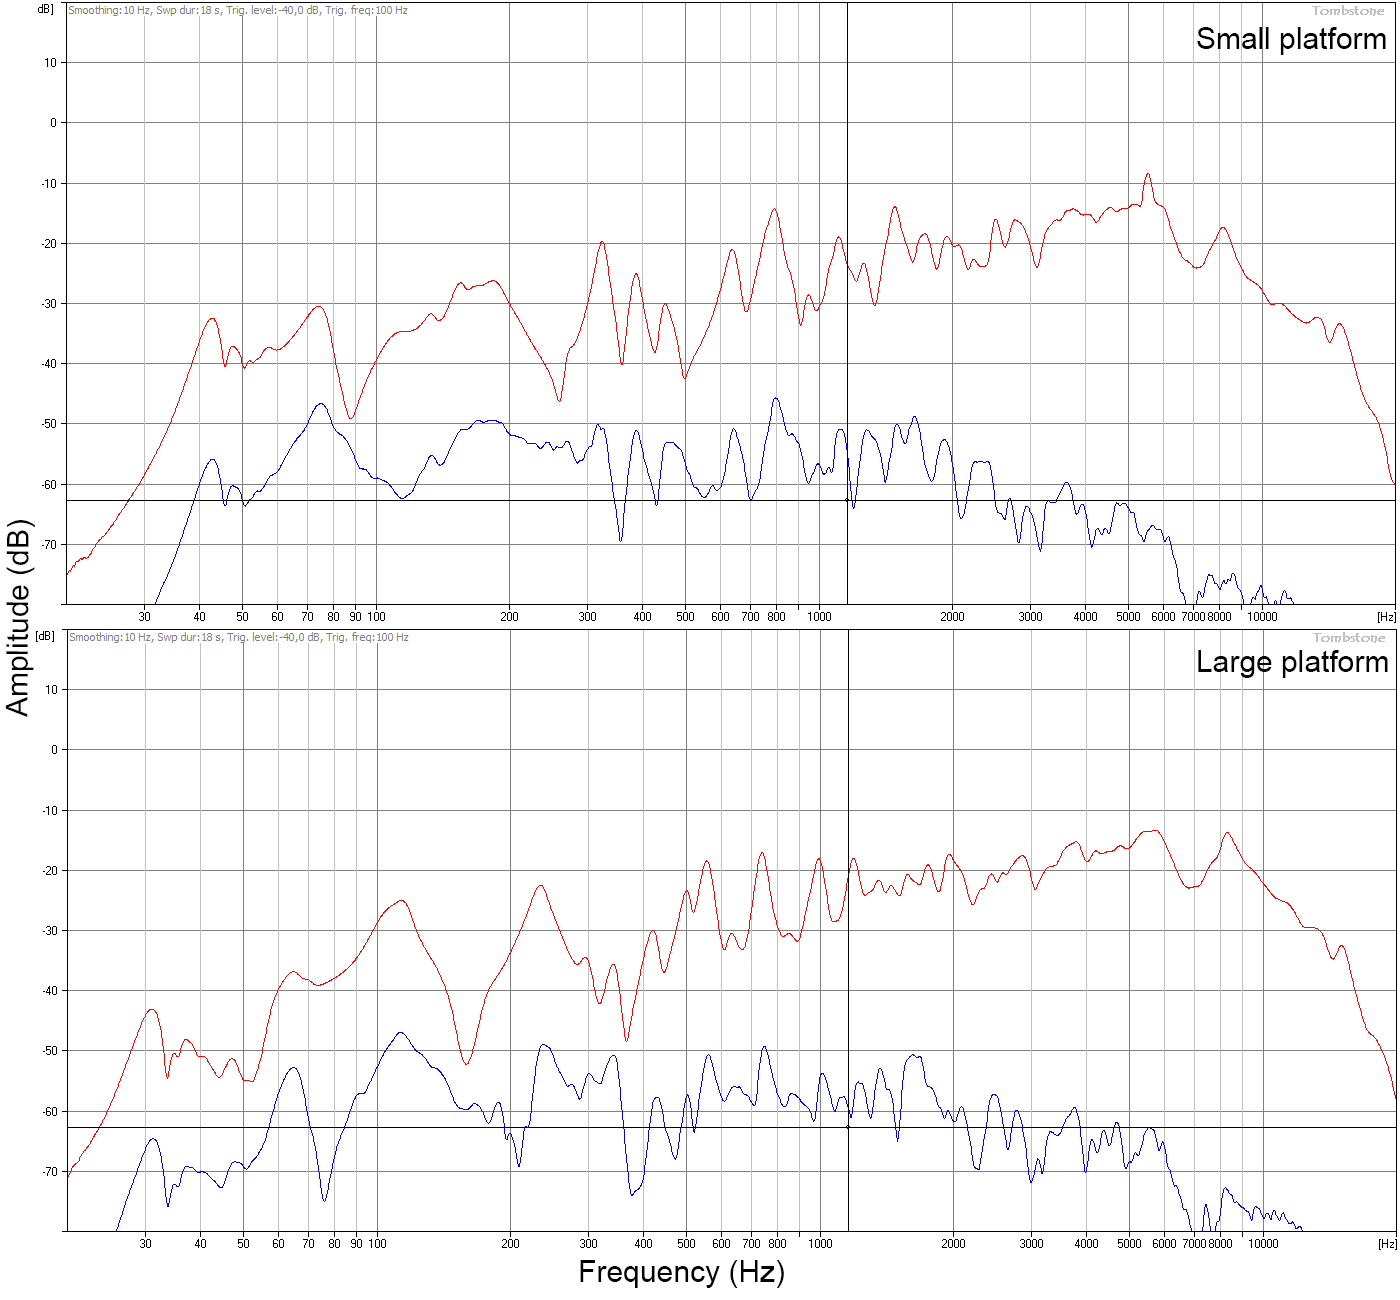 dB]
Smoothing:10 Hz, Swp dur:18 s, Trig. level:-40,0 dB, Trig. freq:100 Hz
Tombstone
Small platform
10
0
-10
-20
-30
-40
-50
-60
-70
30 40 50 60 70 80 90 100 200 300 400 500 600 700 800 1000 2000 3000 4000 5000 6000 7000 8000 10000 [Hz]
[dB]
Smoothing:10 Hz, Swp dur:18 s, Trig. level:-40,0 dB, Trig. freq:100 Hz
Tombstone
Large platform
10
0
-10
-20
-30
-40
-50
-60
-70
30 40 50 60 70 80 90 100 200 300 400 500 600 700 800 1000 2000 3000 4000 5000 6000 7000 8000 10000 [Hz]
Amplitude (dB)
Frequency (Hz)